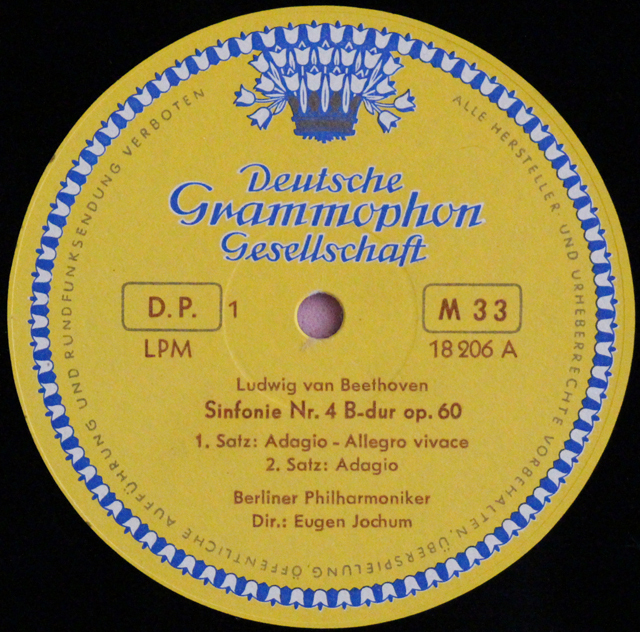 Deutsche
Grammophon
Gesellschaft
D.P. 1
M 33
LPM
18206 A
Ludwig van Beethoven
Sinfonie Nr. 4 B-dur op. 60
1. Satz: Adagio - Allegro vivace
2. Satz: Adagio
Berliner Philharmoniker
Dir.: Eugen Jochum
ALLE HERSTELLER- UND URHEBERRECHTE VORBEHALTEN. ÜBERSPIELUNG, ÖFFENTLICHE AUFFÜHRUNG UND RUNDFUNKSENDUNG VERBOTEN